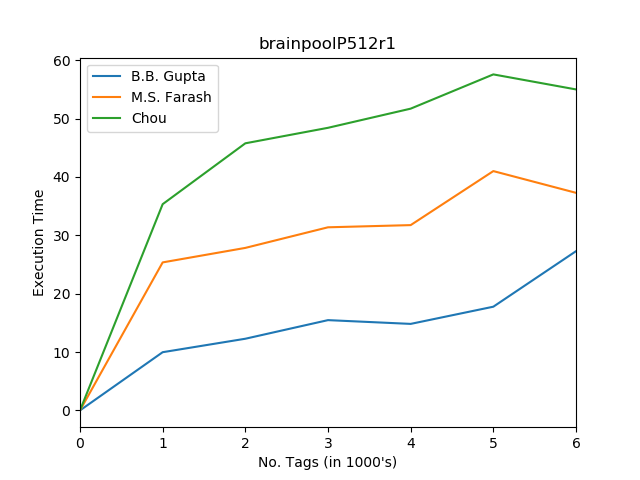 brainpoolP512r1
B.B. Gupta
M.S. Farash
Chou
Execution Time
60
50
40
30
20
10
0
0 1 2 3 4 5 6
No. Tags (in 1000's)